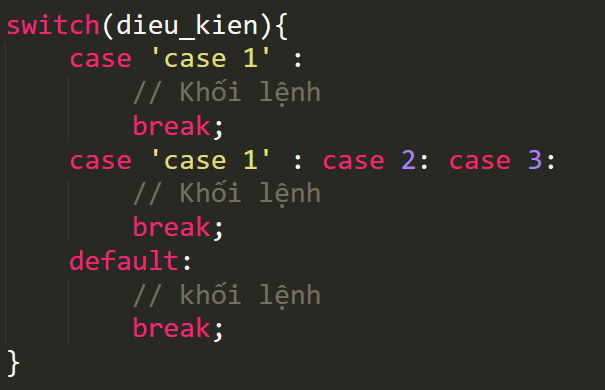 switch(dieu_kien){
    case 'case 1' :
        // Khối lệnh
        break;
    case 'case 1' : case 2: case 3:
        // Khối lệnh
        break;
    default:
        // khối lệnh
        break;
}